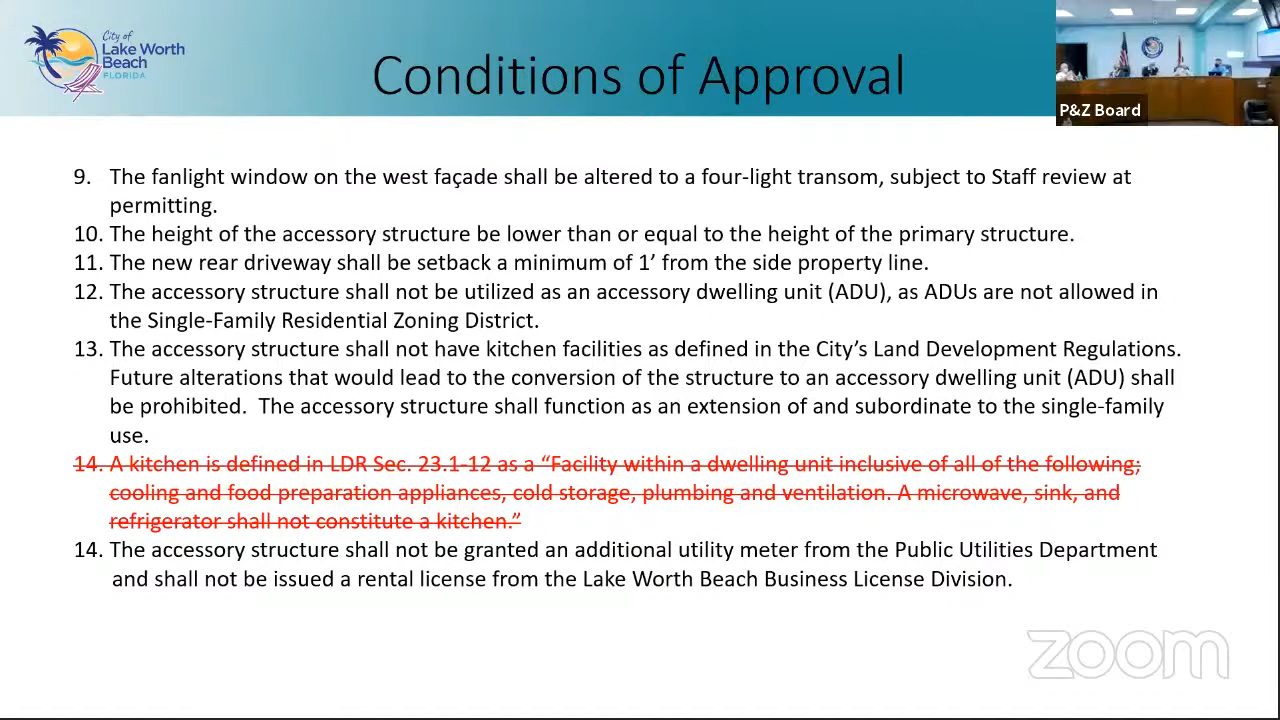 City of
Lake Worth
Beach
FLORIDA
Conditions of Approval
P&Z Board
9. The fanlight window on the west façade shall be altered to a four-light transom, subject to Staff review at
permitting.
10. The height of the accessory structure be lower than or equal to the height of the primary structure.
11. The new rear driveway shall be setback a minimum of 1’ from the side property line.
12. The accessory structure shall not be utilized as an accessory dwelling unit (ADU), as ADUs are not allowed in
the Single-Family Residential Zoning District.
13. The accessory structure shall not have kitchen facilities as defined in the City’s Land Development Regulations.
Future alterations that would lead to the conversion of the structure to an accessory dwelling unit (ADU) shall
be prohibited.  The accessory structure shall function as an extension of and subordinate to the single-family
use.
14. A kitchen is defined in LDR Sec. 23.1-12 as a “Facility within a dwelling unit inclusive of all of the following;
cooling and food preparation appliances, cold storage, plumbing and ventilation. A microwave, sink, and
refrigerator shall not constitute a kitchen.”
14. The accessory structure shall not be granted an additional utility meter from the Public Utilities Department
and shall not be issued a rental license from the Lake Worth Beach Business License Division.
zoom